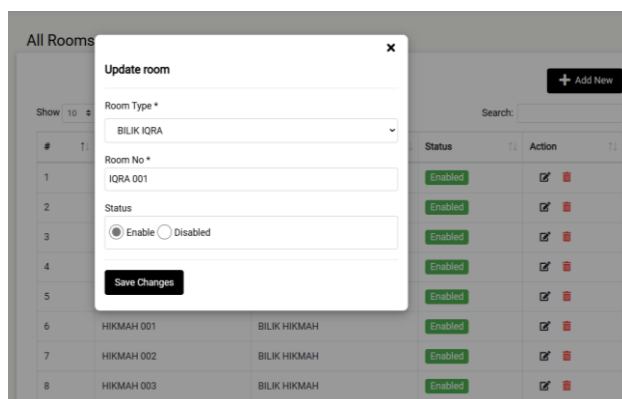 All Rooms
Update room
Add New
Room Type *
Show 10
Search:
BILIK IQRA
# Status Action
Room No *
1 IQRA 001 Enabled
2 Status Enabled
3 Enable Disabled Enabled
4 Enabled
Save Changes
5 Enabled
6 HIKMAH 001 BILIK HIKMAH Enabled
7 HIKMAH 002 BILIK HIKMAH Enabled
8 HIKMAH 003 BILIK HIKMAH Enabled